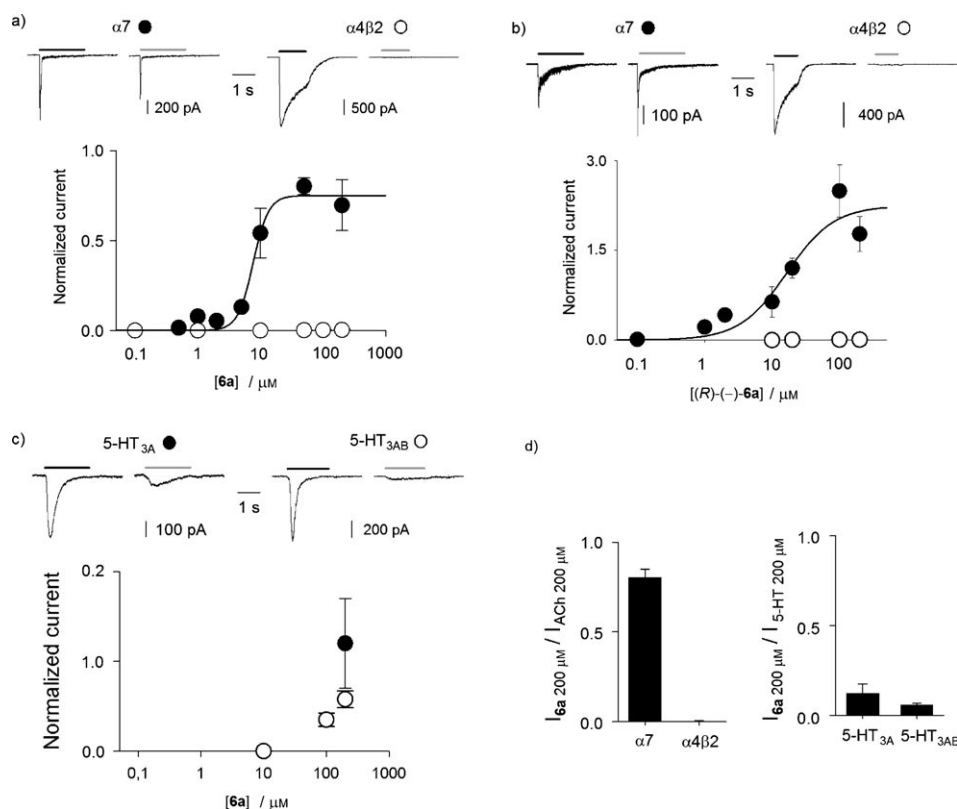 a)
α7 ●
α4β2 ○
1 s
200 pA
500 pA
Normalized current
1.0
0.5
0.0
0.1 1 10 100 1000
[6a] / μM
b)
α7 ●
α4β2 ○
1 s
100 pA
400 pA
Normalized current
3.0
1.5
0.0
0.1 1 10 100
[(R)-(−)-6a] / μM
c)
5-HT3A ●
5-HT3AB ○
1 s
100 pA
200 pA
Normalized current
0.2
1.0
0.0
0,1 1 10 100 1000
[6a] / μM
d)
I6a 200 μM / IACh 200 μM
1.0
0.5
0.0
α7 α4β2
I6a 200 μM / I5-HT 200 μM
1.0
0.5
0.0
5-HT3A 5-HT3AB